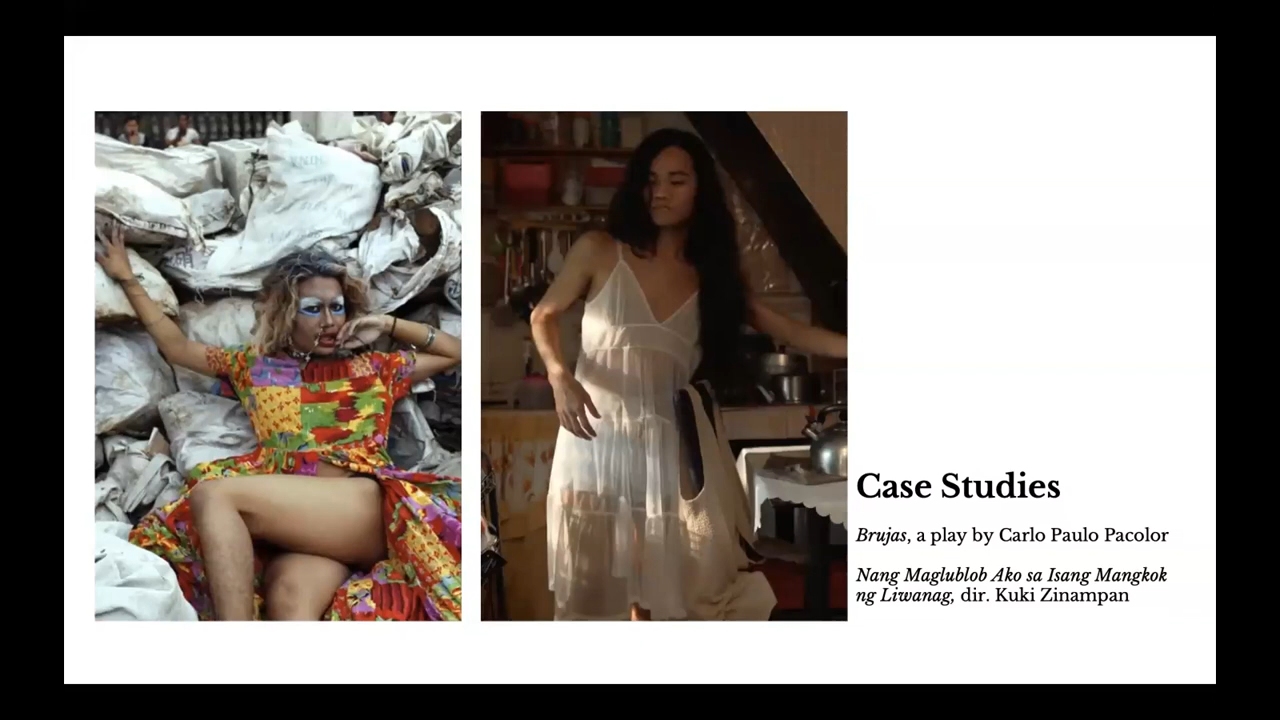 Case Studies
Brujas, a play by Carlo Paulo Pacolor
Nang Maglublob Ako sa Isang Mangkok
ng Liwanag, dir. Kuki Zinampan